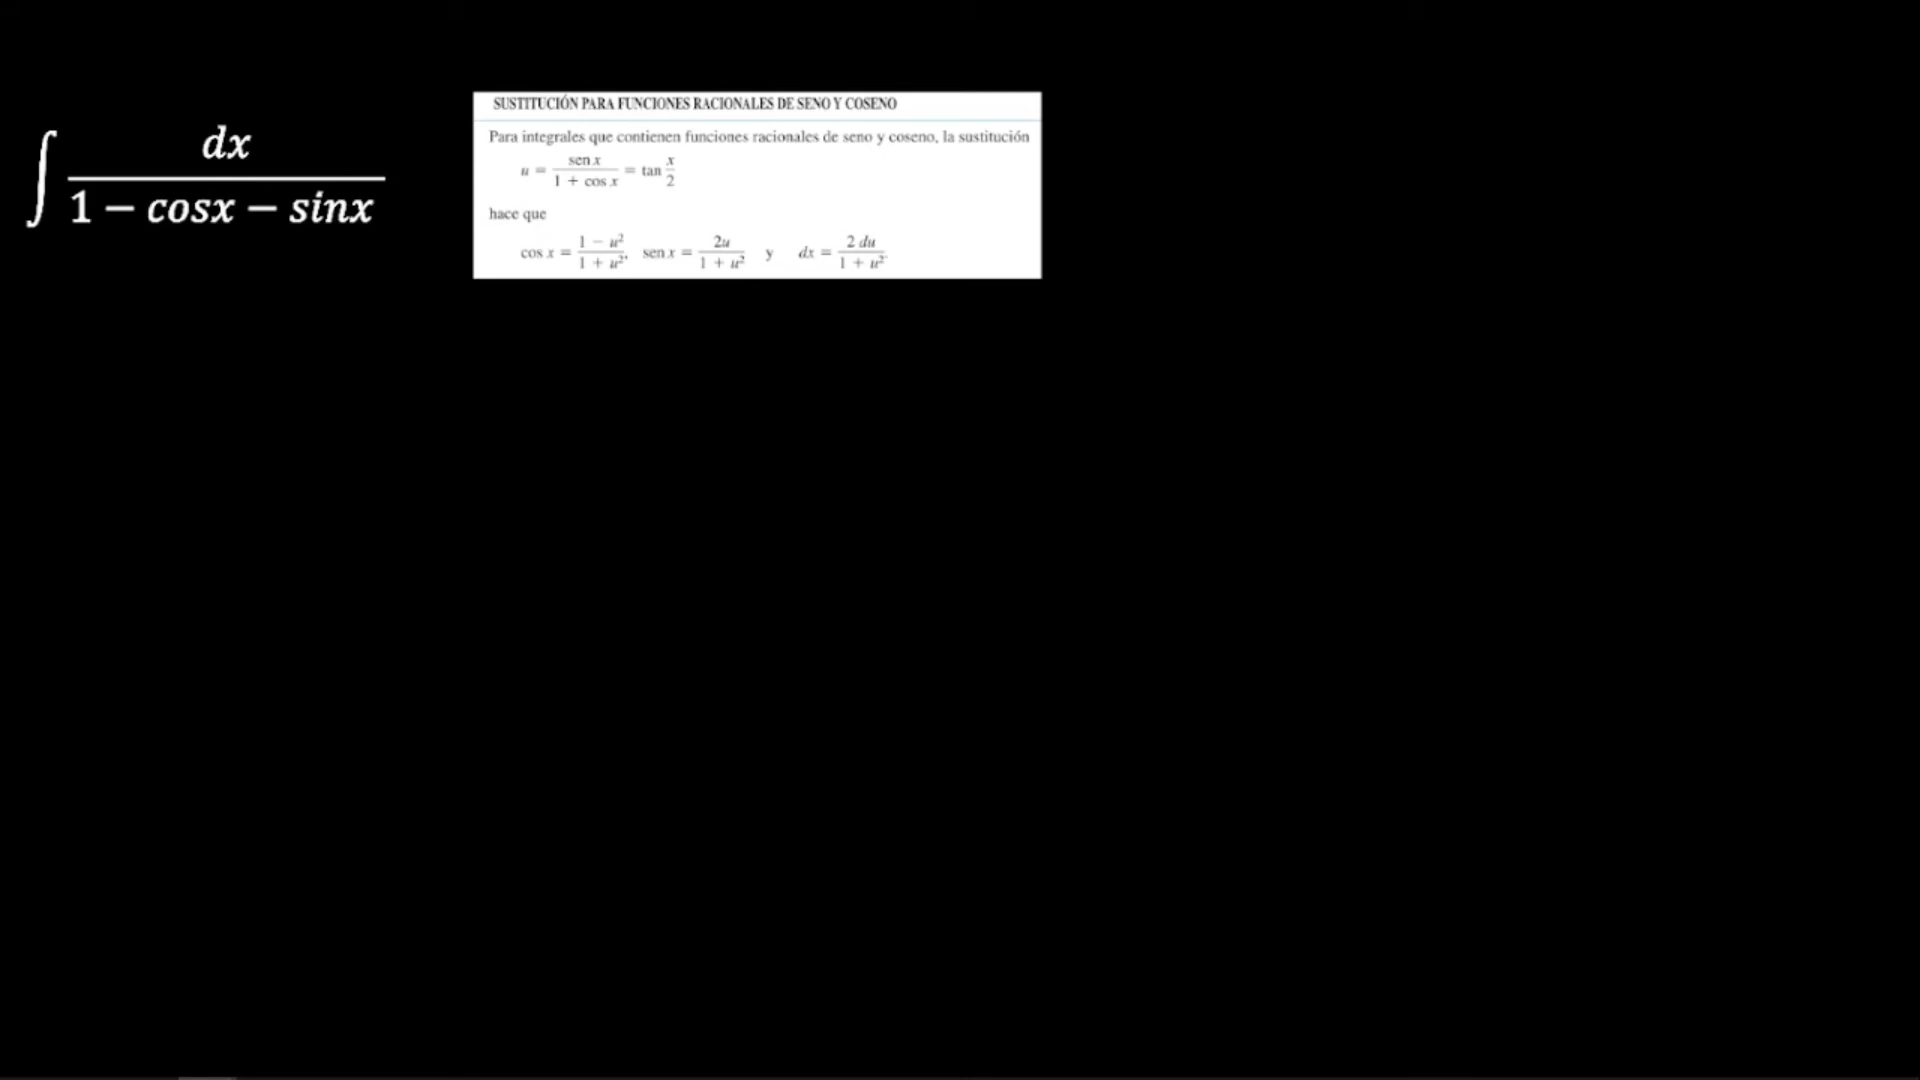 ∫ dx / (1 − cosx − sinx)
SUSTITUCIÓN PARA FUNCIONES RACIONALES DE SENO Y COSENO
Para integrales que contienen funciones racionales de seno y coseno, la sustitución
u = sen x / (1 + cos x) = tan x/2
hace que
cos x = (1 − u²) / (1 + u²), sen x = 2u / (1 + u²) y dx = 2 du / (1 + u²)